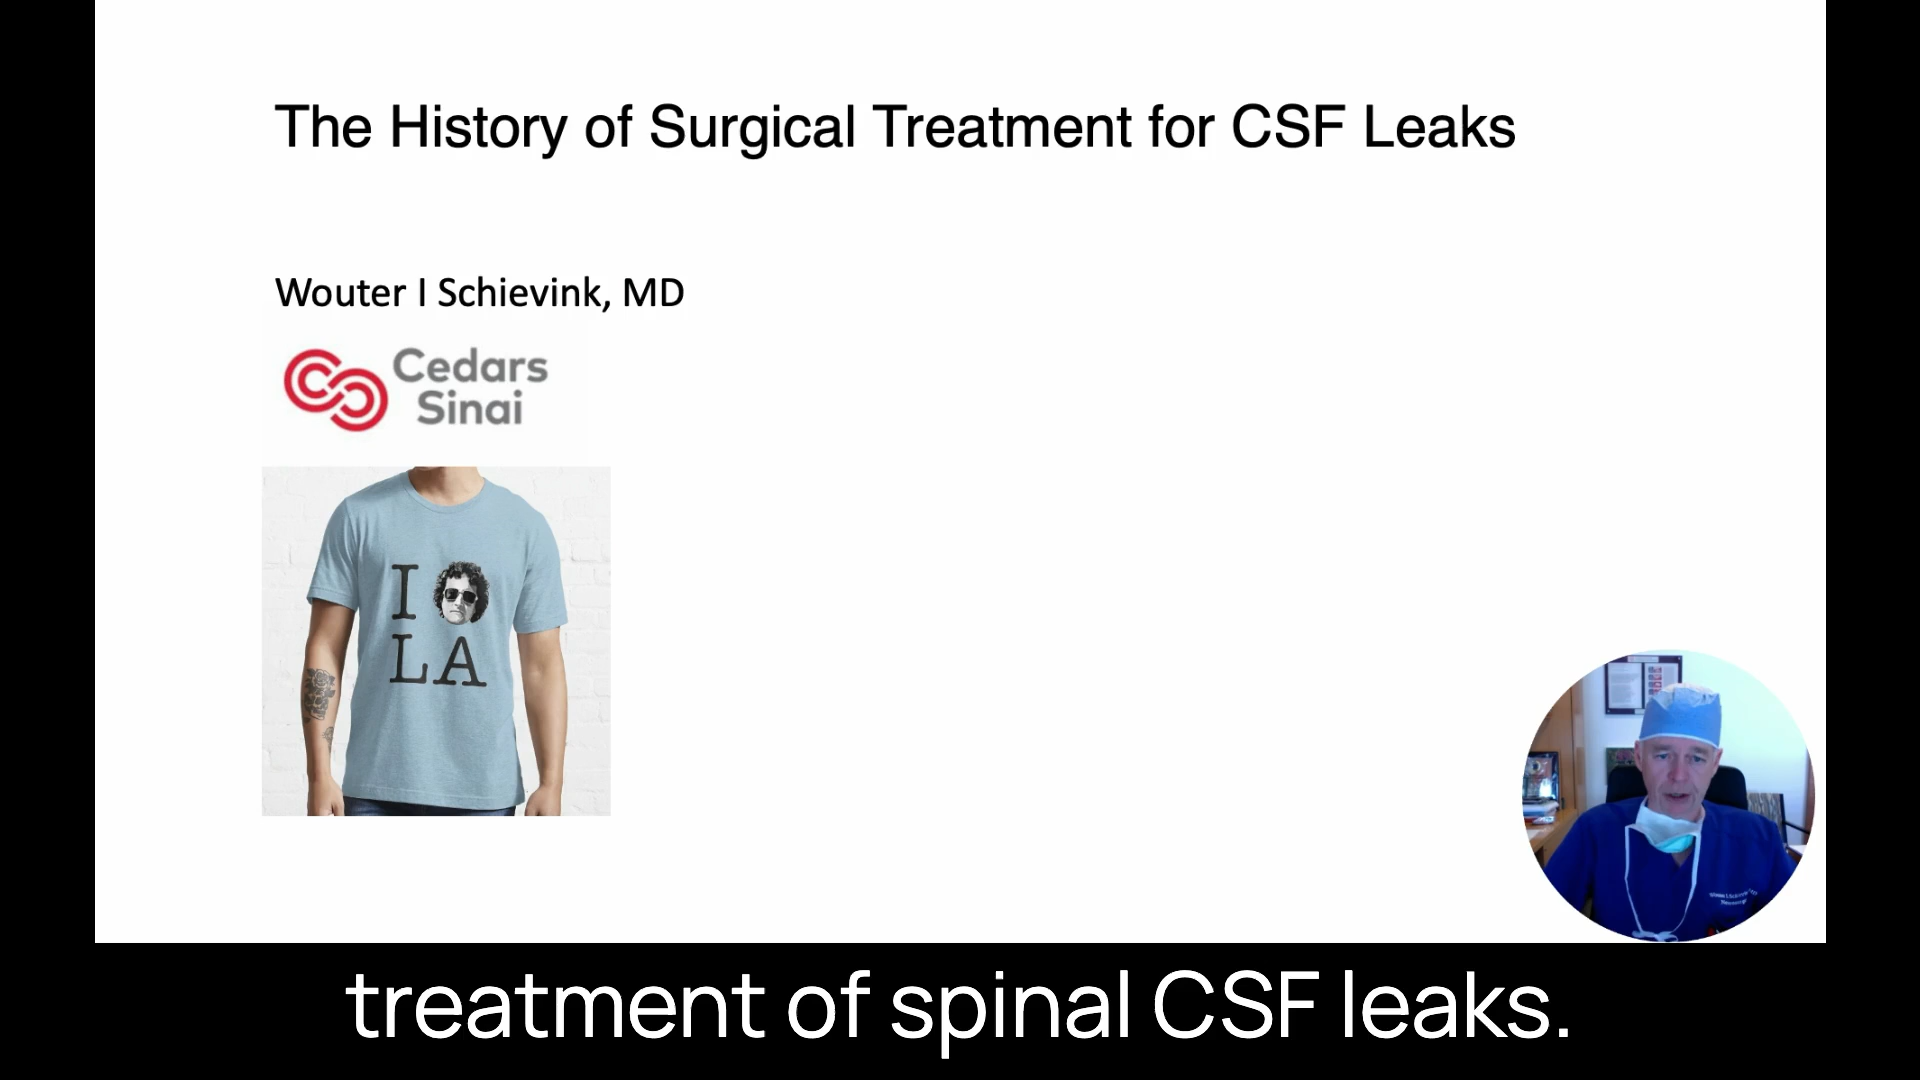 The History of Surgical Treatment for CSF Leaks
Wouter I Schievink, MD
Cedars
Sinai
I
LA
treatment of spinal CSF leaks.